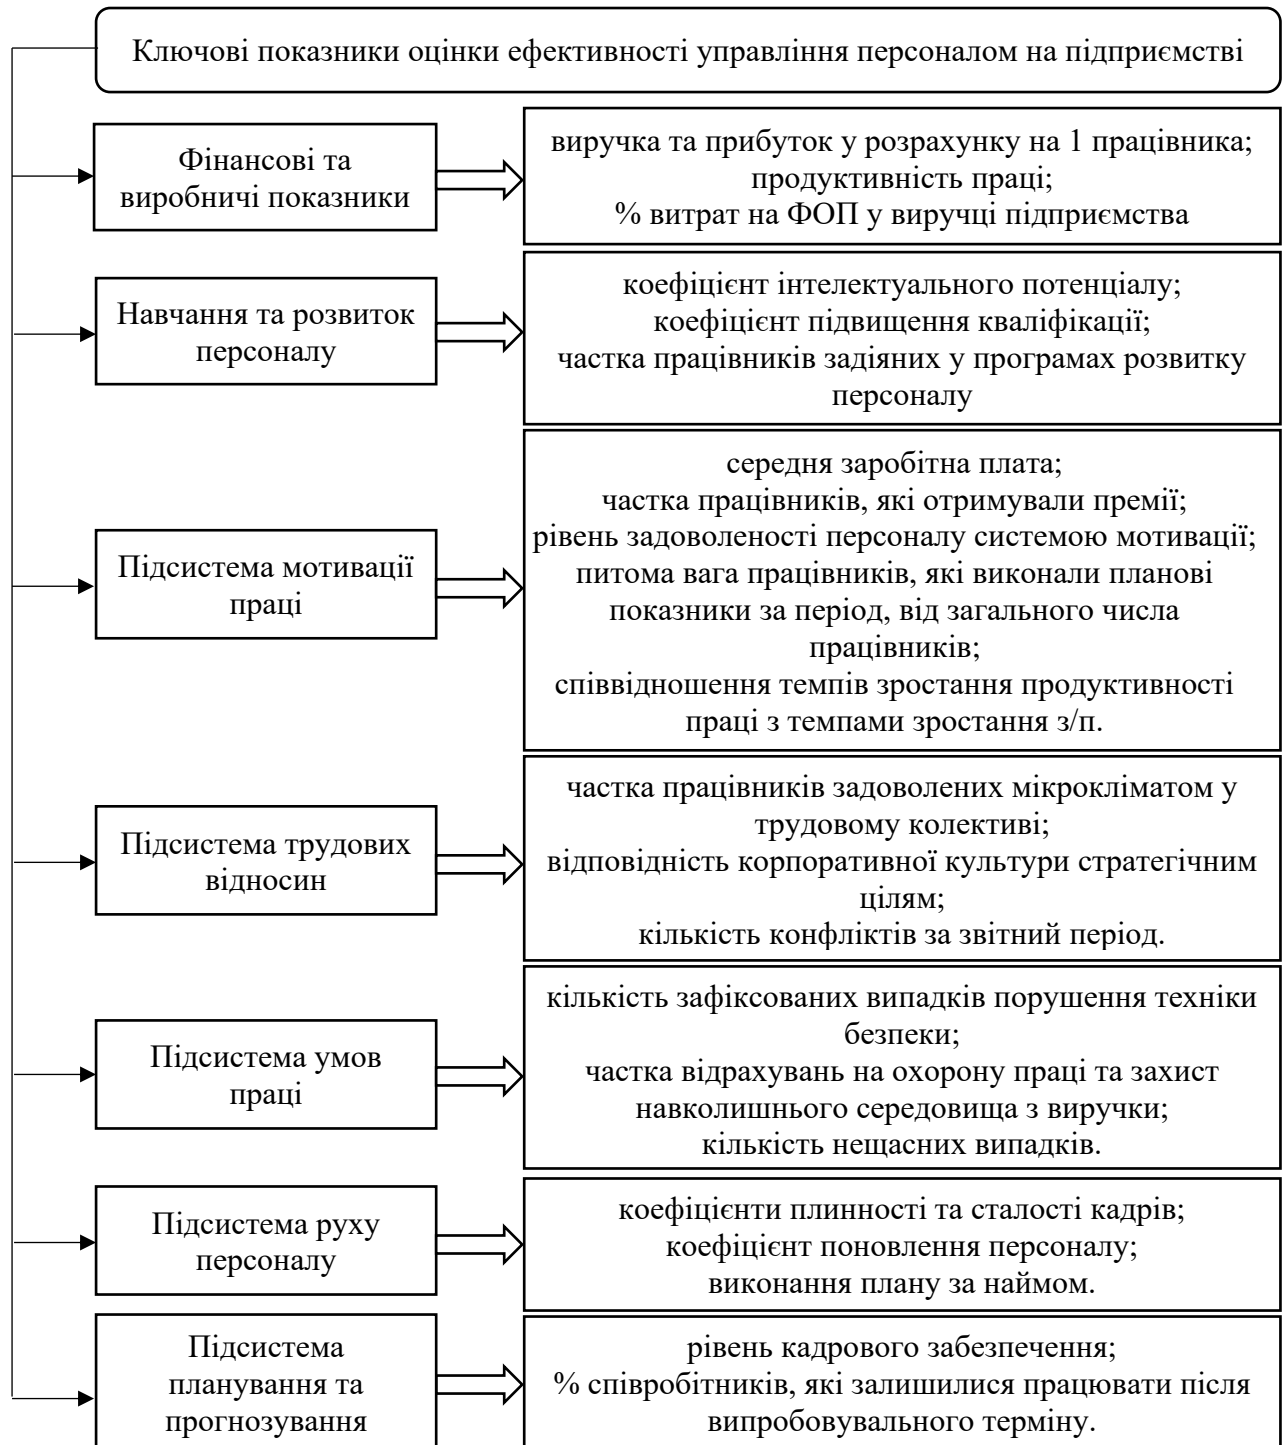 Ключові показники оцінки ефективності управління персоналом на підприємстві
Фінансові та
виробничі показники
виручка та прибуток у розрахунку на 1 працівника;
продуктивність праці;
% витрат на ФОП у виручці підприємства
Навчання та розвиток
персоналу
коефіцієнт інтелектуального потенціалу;
коефіцієнт підвищення кваліфікації;
частка працівників задіяних у програмах розвитку
персоналу
Підсистема мотивації
праці
середня заробітна плата;
частка працівників, які отримували премії;
рівень задоволеності персоналу системою мотивації;
питома вага працівників, які виконали планові
показники за період, від загального числа
працівників;
співвідношення темпів зростання продуктивності
праці з темпами зростання з/п.
Підсистема трудових
відносин
частка працівників задоволених мікрокліматом у
трудовому колективі;
відповідність корпоративної культури стратегічним
цілям;
кількість конфліктів за звітний період.
Підсистема умов
праці
кількість зафіксованих випадків порушення техніки
безпеки;
частка відрахувань на охорону праці та захист
навколишнього середовища з виручки;
кількість нещасних випадків.
Підсистема руху
персоналу
коефіцієнти плинності та сталості кадрів;
коефіцієнт поновлення персоналу;
виконання плану за наймом.
Підсистема
планування та
прогнозування
рівень кадрового забезпечення;
% співробітників, які залишилися працювати після
випробовувального терміну.